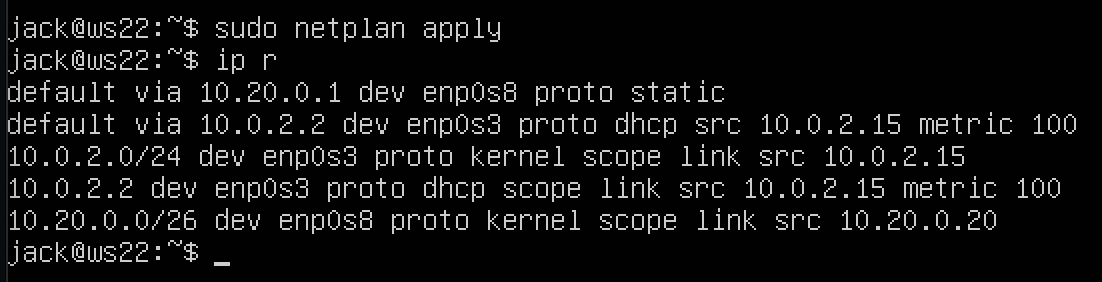 jack@ws22:~$ sudo netplan apply
jack@ws22:~$ ip r
default via 10.20.0.1 dev enp0s8 proto static
default via 10.0.2.2 dev enp0s3 proto dhcp src 10.0.2.15 metric 100
10.0.2.0/24 dev enp0s3 proto kernel scope link src 10.0.2.15
10.0.2.2 dev enp0s3 proto dhcp scope link src 10.0.2.15 metric 100
10.20.0.0/26 dev enp0s8 proto kernel scope link src 10.20.0.20
jack@ws22:~$ _